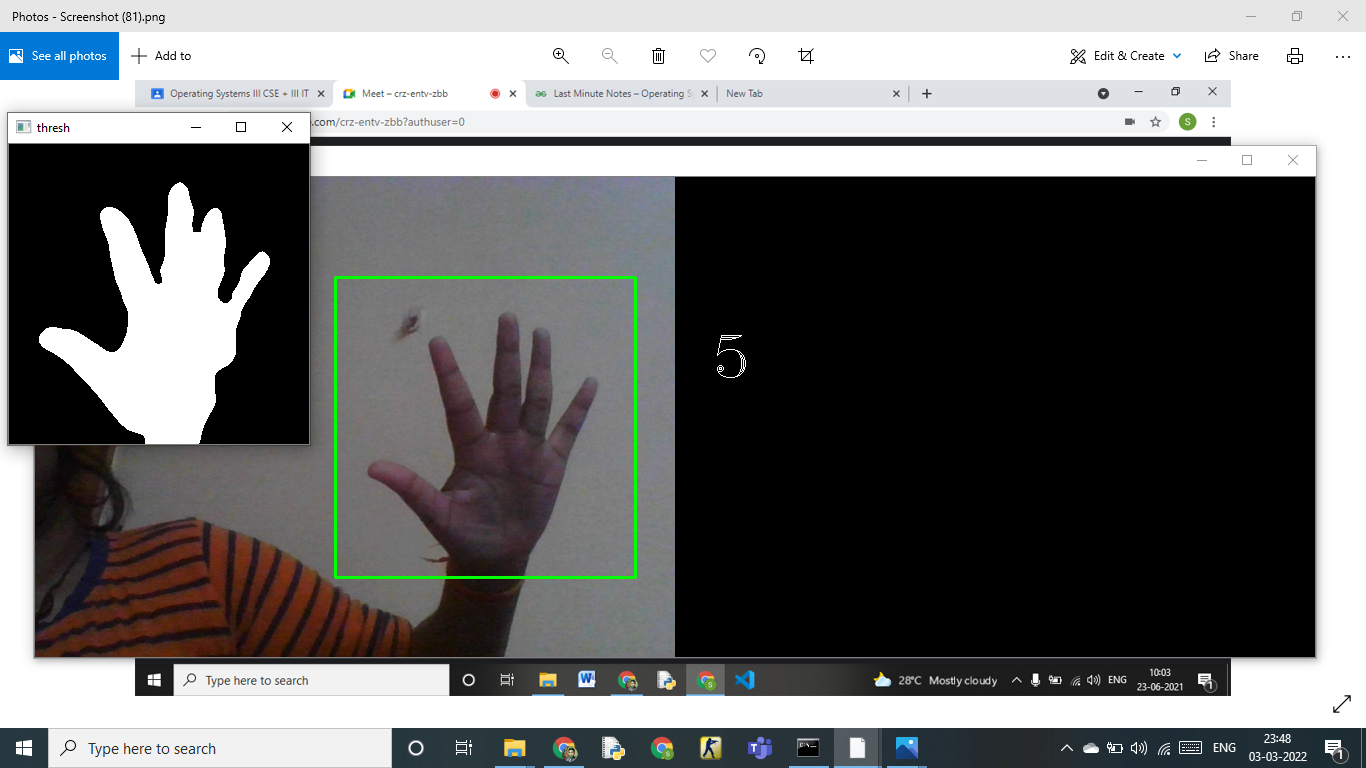 Photos - Screenshot (81).png
See all photos
Add to
Edit & Create
Share
Operating Systems III CSE + III IT
Meet – crz-entv-zbb
Last Minute Notes – Operating S
New Tab
thresh
.com/crz-entv-zbb?authuser=0
S
5
Type here to search
28°C Mostly cloudy
ENG
10:03
23-06-2021
1
Type here to search
ENG
23:48
03-03-2022
1